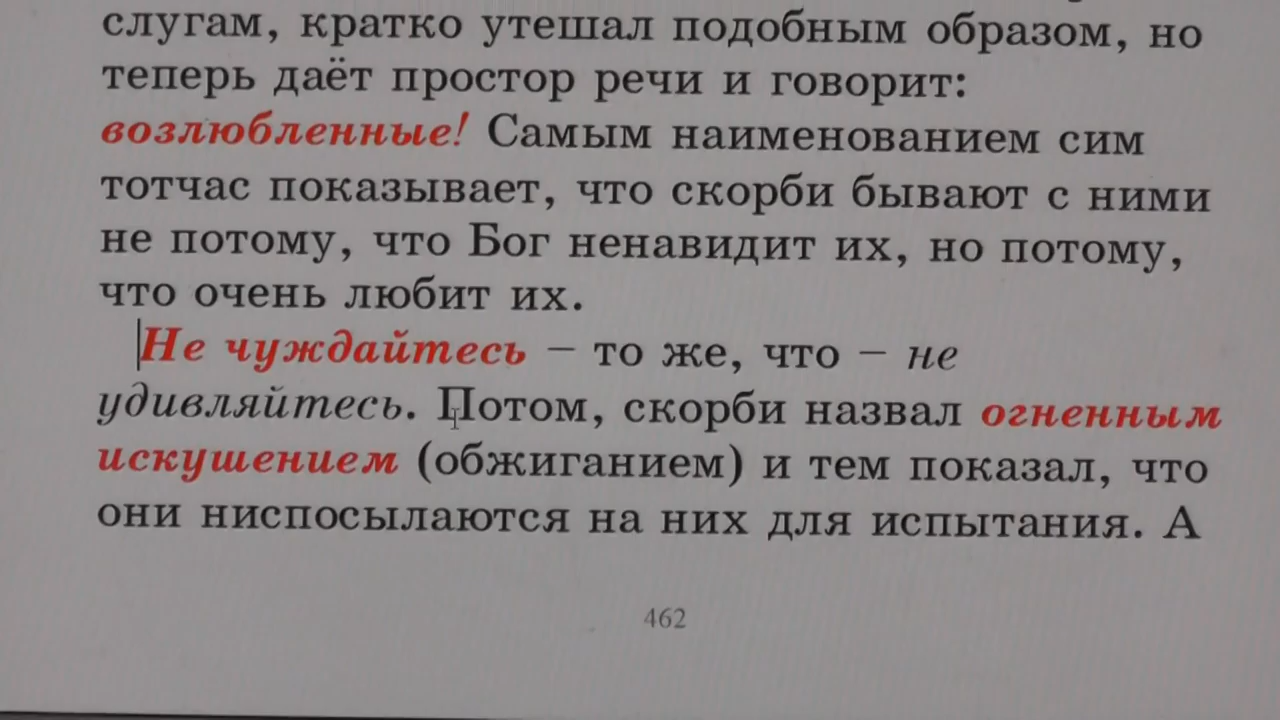 слугам, кратко утешал подобным образом, но
теперь даёт простор речи и говорит:
возлюбленные! Самым наименованием сим
тотчас показывает, что скорби бывают с ними
не потому, что Бог ненавидит их, но потому,
что очень любит их.
Не чуждайтесь – то же, что – не
удивляйтесь. Потом, скорби назвал огненным
искушением (обжиганием) и тем показал, что
они ниспосылаются на них для испытания. А
462